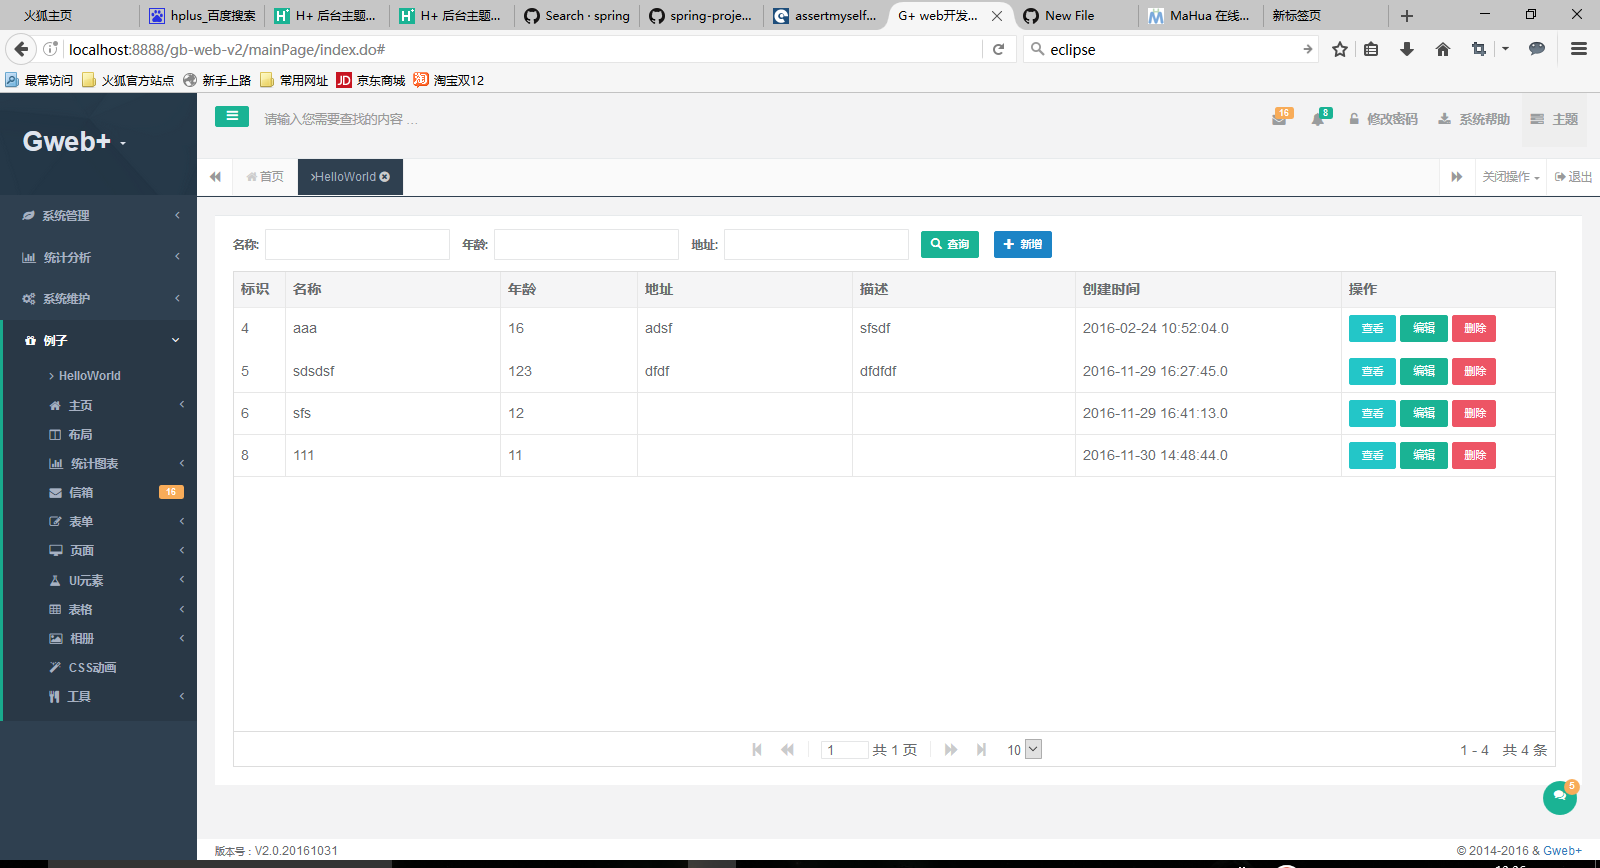 火狐主页 hplus_百度搜索 H+ 后台主题... H+ 后台主题... Search · spring spring-proje... assertmyself... G+ web开发... New File MaHua 在线... 新标签页
localhost:8888/gb-web-v2/mainPage/index.do# eclipse
最常访问 火狐官方站点 新手上路 常用网址 JD 京东商城 淘 淘宝双12
Gweb+
请输入您需要查找的内容 ... 16 8 修改密码 系统帮助 主题
首页 >HelloWorld 关闭操作 退出
系统管理
统计分析
系统维护
例子
> HelloWorld
主页
布局
统计图表
信箱 16
表单
页面
UI元素
表格
相册
CSS动画
工具
名称: 年龄: 地址: 查询 新增
标识 名称 年龄 地址 描述 创建时间 操作
4 aaa 16 adsf sfsdf 2016-02-24 10:52:04.0 查看 编辑 删除
5 sdsdsf 123 dfdf dfdfdf 2016-11-29 16:27:45.0 查看 编辑 删除
6 sfs 12 2016-11-29 16:41:13.0 查看 编辑 删除
8 111 11 2016-11-30 14:48:44.0 查看 编辑 删除
1 共 1 页 10 1 - 4 共 4 条
5
版本号 : V2.0.20161031 © 2014-2016 & Gweb+